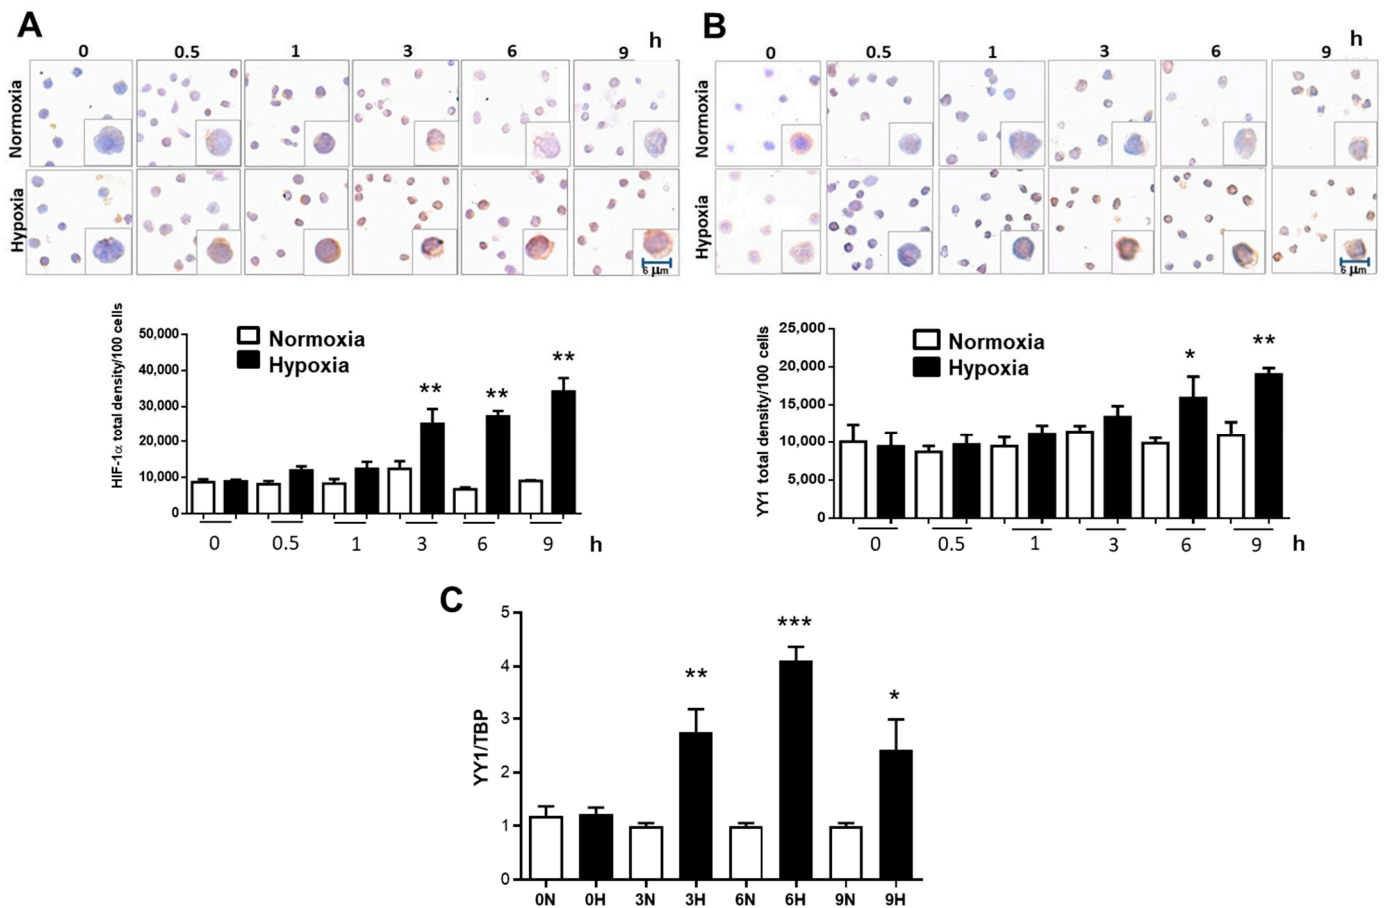 A
0 0.5 1 3 6 9 h
Normoxia
Hypoxia
6 μm
B
0 0.5 1 3 6 9 h
Normoxia
Hypoxia
6 μm
HIF-1α total density/100 cells
50,000
40,000
30,000
20,000
10,000
0
Normoxia
Hypoxia
** ** **
0 0.5 1 3 6 9 h
YY1 total density/100 cells
25,000
20,000
15,000
10,000
5,000
0
Normoxia
Hypoxia
* **
0 0.5 1 3 6 9 h
C
YY1/TBP
5
4
3
2
1
0
** *** *
0N 0H 3N 3H 6N 6H 9N 9H